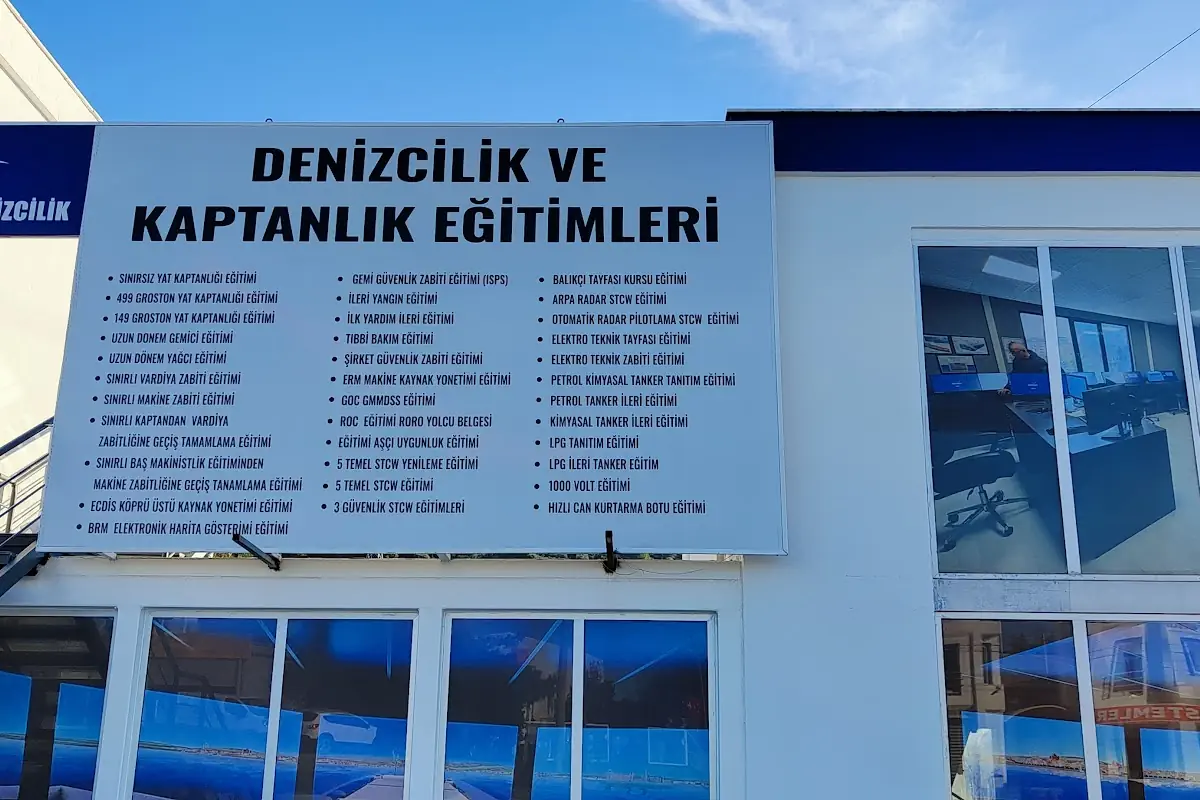 İZCİLİK
DENİZCİLİK VE
KAPTANLIK EĞİTİMLERİ
• SINIRSIZ YAT KAPTANLIĞI EĞİTİMİ
• 499 GROSTON YAT KAPTANLIĞI EĞİTİMİ
• 149 GROSTON YAT KAPTANLIĞI EĞİTİMİ
• UZUN DONEM GEMİCİ EĞİTİMİ
• UZUN DÖNEM YAĞCI EĞİTİMİ
• SINIRLI VARDİYA ZABİTİ EĞİTİMİ
• SINIRLI MAKİNE ZABİTİ EĞİTİMİ
• SINIRLI KAPTANDAN VARDİYA
ZABİTLİĞİNE GEÇİŞ TAMAMLAMA EĞİTİMİ
• SINIRLI BAŞ MAKİNİSTLİK EĞİTİMİNDEN
MAKİNE ZABİTLİĞİNE GEÇİŞ TANAMLAMA EĞİTİMİ
• ECDİS KÖPRÜ ÜSTÜ KAYNAK YONETİMİ EĞİTİMİ
• BRM ELEKTRONİK HARİTA GÖSTERİMİ EĞİTİMİ
• GEMİ GÜVENLİK ZABİTİ EĞİTİMİ (ISPS)
• İLERİ YANGIN EĞİTİMİ
• İLK YARDIM İLERİ EĞİTİMİ
• TIBBİ BAKIM EĞİTİMİ
• ŞİRKET GÜVENLİK ZABİTİ EĞİTİMİ
• ERM MAKİNE KAYNAK YONETİMİ EĞİTİMİ
• GOC GMMDSS EĞİTİMİ
• ROC EĞİTİMİ RORO YOLCU BELGESİ
• EĞİTİMİ AŞÇI UYGUNLUK EĞİTİMİ
• 5 TEMEL STCW YENİLEME EĞİTİMİ
• 5 TEMEL STCW EĞİTİMİ
• 3 GÜVENLİK STCW EĞİTİMLERİ
• BALIKÇI TAYFASI KURSU EĞİTİMİ
• ARPA RADAR STCW EĞİTİMİ
• OTOMATİK RADAR PİLOTLAMA STCW EĞİTİMİ
• ELEKTRO TEKNİK TAYFASI EĞİTİMİ
• ELEKTRO TEKNİK ZABİTİ EĞİTİMİ
• PETROL KİMYASAL TANKER TANITIM EĞİTİMİ
• PETROL TANKER İLERİ EĞİTİMİ
• KİMYASAL TANKER İLERİ EĞİTİMİ
• LPG TANITIM EĞİTİMİ
• LPG İLERİ TANKER EĞİTİM
• 1000 VOLT EĞİTİMİ
• HIZLI CAN KURTARMA BOTU EĞİTİMİ